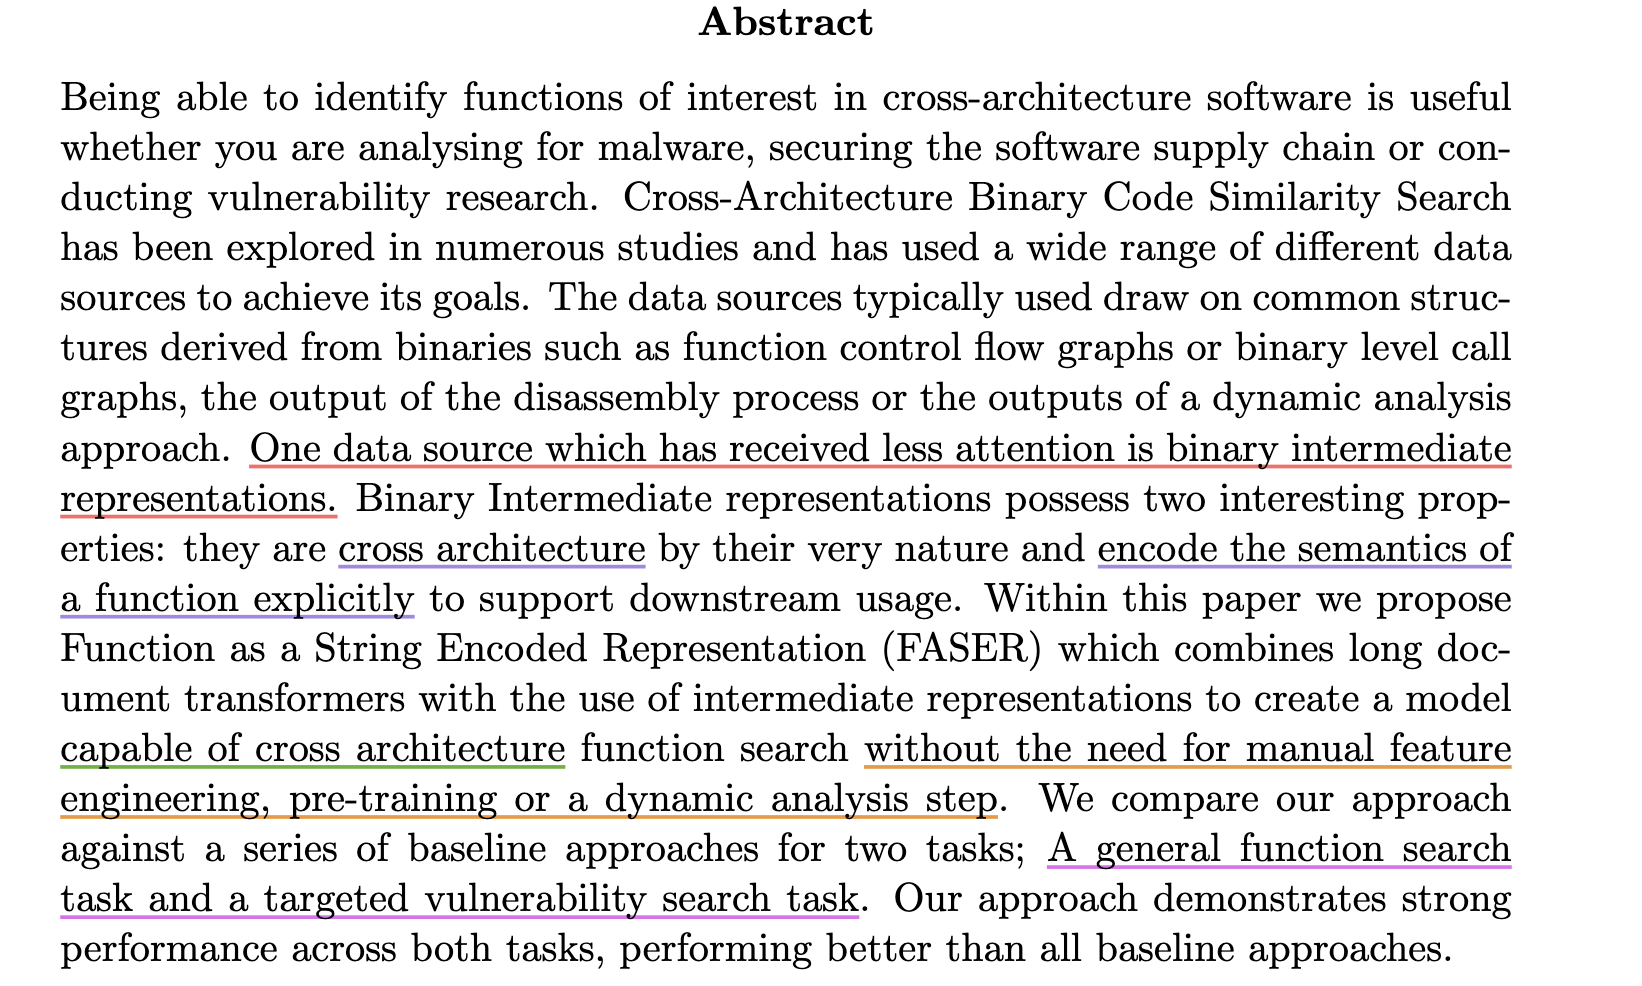 Abstract
Being able to identify functions of interest in cross-architecture software is useful
whether you are analysing for malware, securing the software supply chain or con-
ducting vulnerability research. Cross-Architecture Binary Code Similarity Search
has been explored in numerous studies and has used a wide range of different data
sources to achieve its goals. The data sources typically used draw on common struc-
tures derived from binaries such as function control flow graphs or binary level call
graphs, the output of the disassembly process or the outputs of a dynamic analysis
approach. One data source which has received less attention is binary intermediate
representations. Binary Intermediate representations possess two interesting prop-
erties: they are cross architecture by their very nature and encode the semantics of
a function explicitly to support downstream usage. Within this paper we propose
Function as a String Encoded Representation (FASER) which combines long doc-
ument transformers with the use of intermediate representations to create a model
capable of cross architecture function search without the need for manual feature
engineering, pre-training or a dynamic analysis step. We compare our approach
against a series of baseline approaches for two tasks; A general function search
task and a targeted vulnerability search task. Our approach demonstrates strong
performance across both tasks, performing better than all baseline approaches.